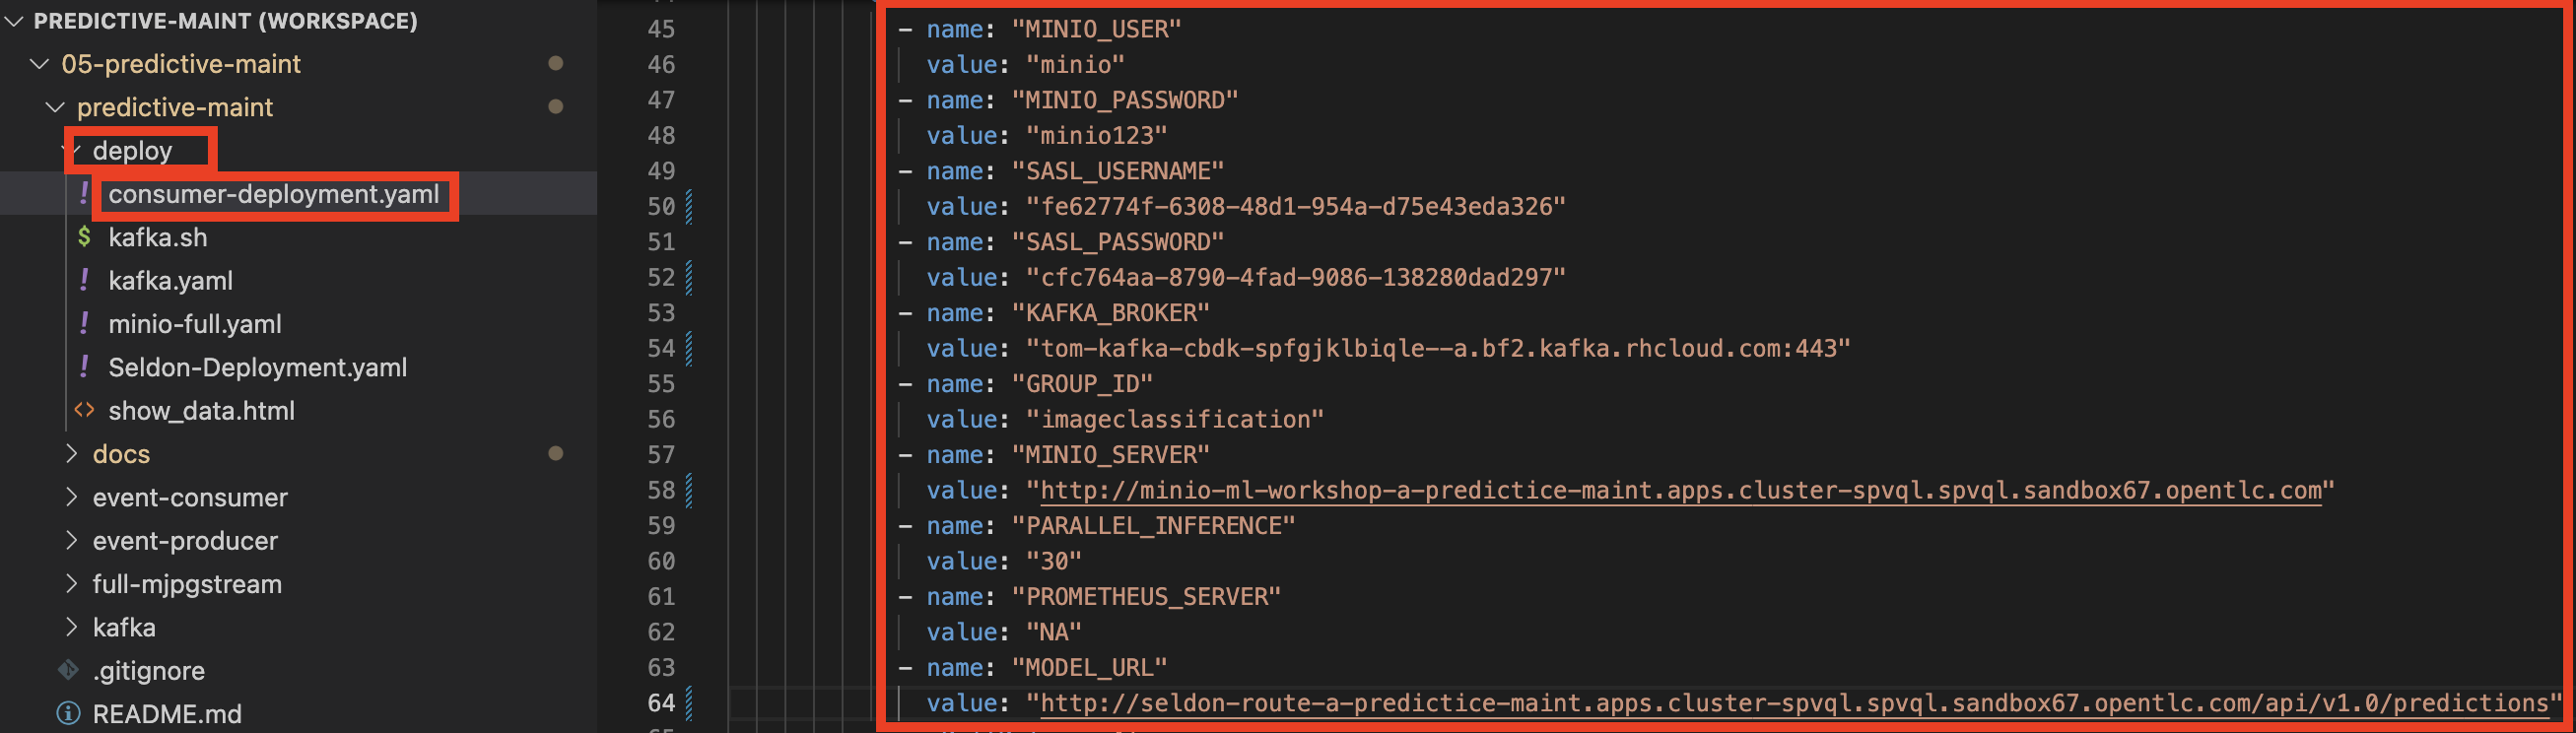 PREDICTIVE-MAINT (WORKSPACE)
05-predictive-maint
predictive-maint
deploy
! consumer-deployment.yaml
$ kafka.sh
! kafka.yaml
! minio-full.yaml
! Seldon-Deployment.yaml
<> show_data.html
docs
event-consumer
event-producer
full-mjpgstream
kafka
.gitignore
README.md
45 - name: "MINIO_USER"
46 value: "minio"
47 - name: "MINIO_PASSWORD"
48 value: "minio123"
49 - name: "SASL_USERNAME"
50 value: "fe62774f-6308-48d1-954a-d75e43eda326"
51 - name: "SASL_PASSWORD"
52 value: "cfc764aa-8790-4fad-9086-138280dad297"
53 - name: "KAFKA_BROKER"
54 value: "tom-kafka-cbdk-spfgjklbiqle--a.bf2.kafka.rhcloud.com:443"
55 - name: "GROUP_ID"
56 value: "imageclassification"
57 - name: "MINIO_SERVER"
58 value: "http://minio-ml-workshop-a-predictice-maint.apps.cluster-spvql.spvql.sandbox67.opentlc.com"
59 - name: "PARALLEL_INFERENCE"
60 value: "30"
61 - name: "PROMETHEUS_SERVER"
62 value: "NA"
63 - name: "MODEL_URL"
64 value: "http://seldon-route-a-predictice-maint.apps.cluster-spvql.spvql.sandbox67.opentlc.com/api/v1.0/predictions"